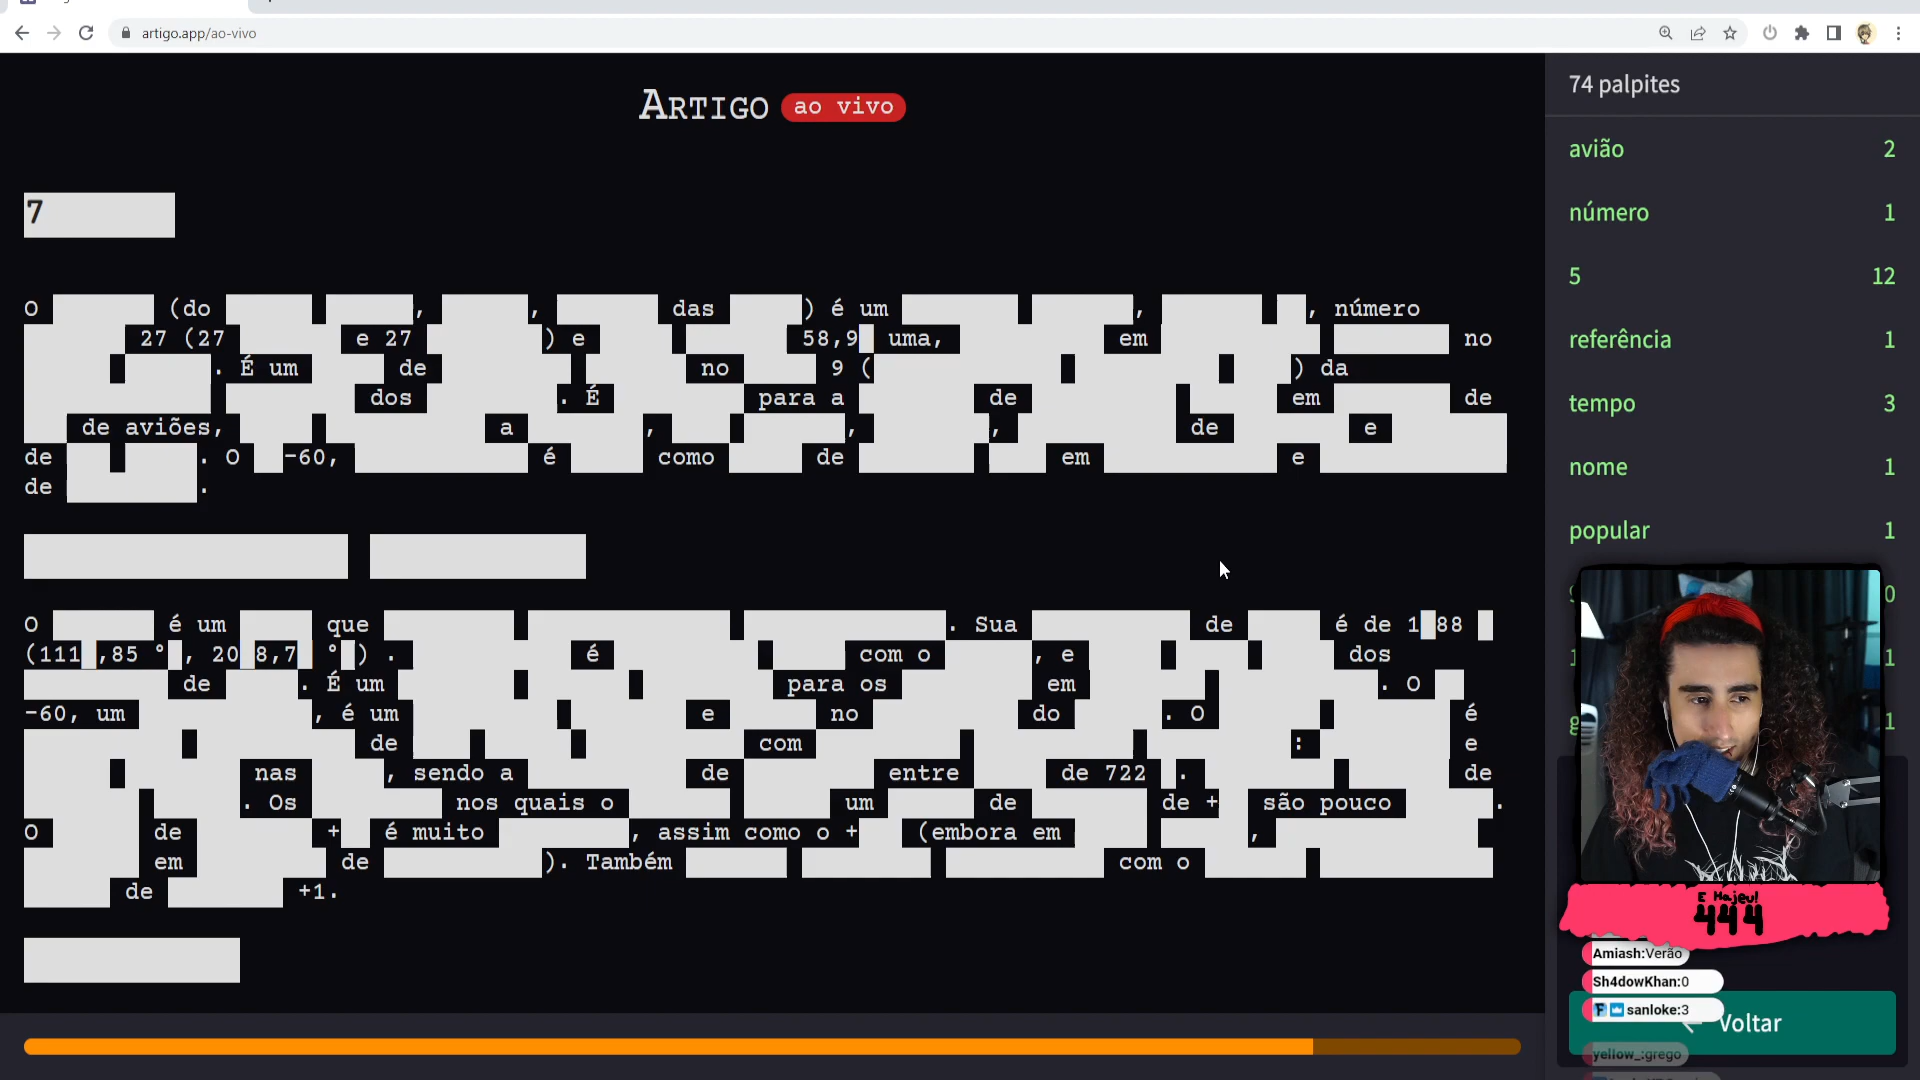 artigo.app/ao-vivo
ARTIGO ao vivo
74 palpites
7
O (do , , das ) é um , , número
27 (27 e 27 ) e 58,9 uma, em no
. É um de no 9 ( ) da
dos . É para a de em de
de aviões, a , , , de e
de . O -60, é como de em e
de .
O é um que . Sua de é de 1 88
(111 ,85 ° , 20 8,7 ° ) . é com o , e dos
de . É um para os em . O
-60, um , é um e no do . O é
de com : e
nas , sendo a de entre de 722 . de
. Os nos quais o um de de + são pouco .
O de + é muito , assim como o + (embora em ,
em de ). Também com o
de +1.
avião 2
número 1
5 12
referência 1
tempo 3
nome 1
popular 1
0
1
1
E Majeu!
444
Amiash:Verão
Sh4dowKhan:0
sanloke:3
← Voltar
yellow_:grego